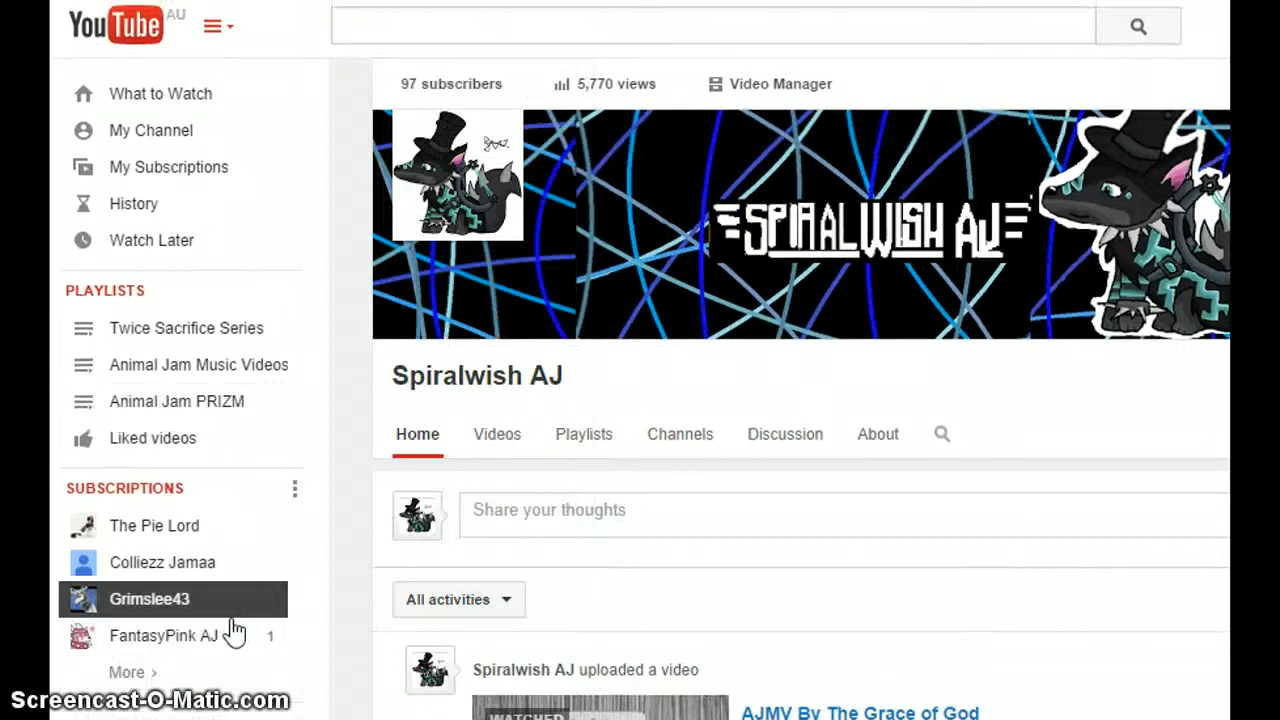 YouTube AU
97 subscribers 5,770 views Video Manager
What to Watch
My Channel
My Subscriptions
History
Watch Later
PLAYLISTS
Twice Sacrifice Series
Animal Jam Music Videos
Animal Jam PRIZM
Liked videos
SUBSCRIPTIONS
The Pie Lord
Colliezz Jamaa
Grimslee43
FantasyPink AJ 1
More ›
SPIRALWISH AJ
Spiralwish AJ
Home Videos Playlists Channels Discussion About
Share your thoughts
All activities
Spiralwish AJ uploaded a video
WATCHED
AJMV By The Grace of God
Screencast-O-Matic.com